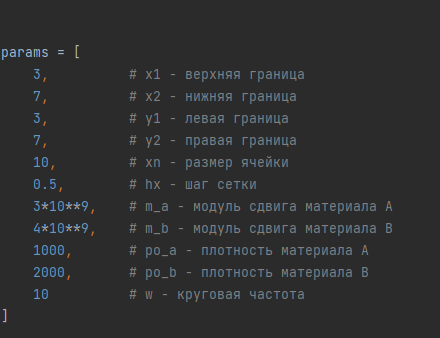 params = [
    3,          # x1 - верхняя граница
    7,          # x2 - нижняя граница
    3,          # y1 - левая граница
    7,          # y2 - правая граница
    10,         # xn - размер ячейки
    0.5,        # hx - шаг сетки
    3*10**9,    # m_a - модуль сдвига материала A
    4*10**9,    # m_b - модуль сдвига материала B
    1000,       # po_a - плотность материала A
    2000,       # po_b - плотность материала B
    10          # w - круговая частота
]